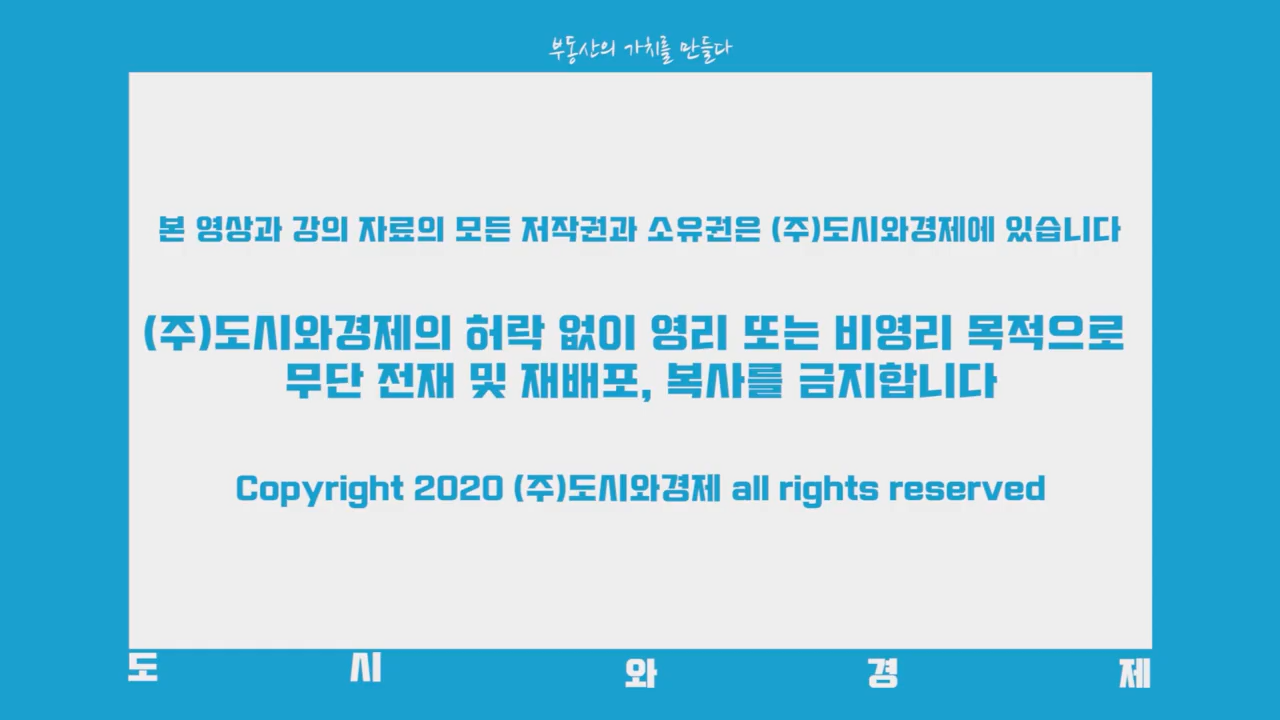 부동산의 가치를 만들다
본 영상과 강의 자료의 모든 저작권과 소유권은 (주)도시와경제에 있습니다
(주)도시와경제의 허락 없이 영리 또는 비영리 목적으로
무단 전재 및 재배포, 복사를 금지합니다
Copyright 2020 (주)도시와경제 all rights reserved
도 시 와 경 제